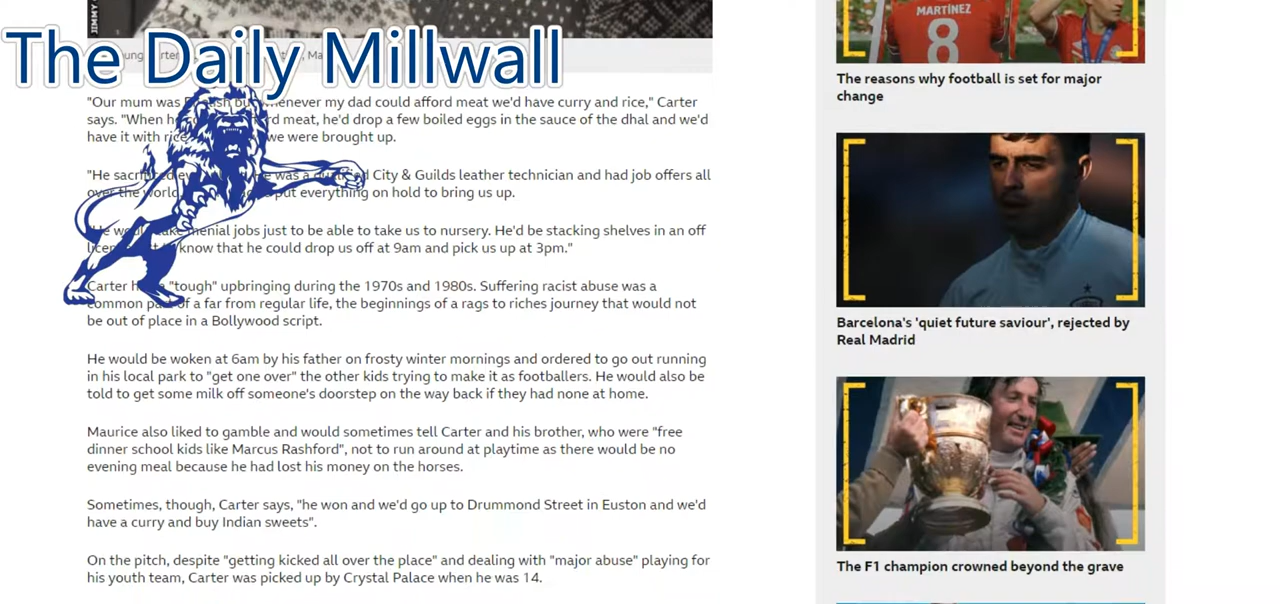 JIMMY
The Daily Millwall
"Our mum was but whenever my dad could afford meat we'd have curry and rice," Carter
says. "When he meat, he'd drop a few boiled eggs in the sauce of the dhal and we'd
have it with rice we were brought up.
"He was a City & Guilds leather technician and had job offers all
over the world put everything on hold to bring us up.
menial jobs just to be able to take us to nursery. He'd be stacking shelves in an off
know that he could drop us off at 9am and pick us up at 3pm."
Carter "tough" upbringing during the 1970s and 1980s. Suffering racist abuse was a
common part of a far from regular life, the beginnings of a rags to riches journey that would not
be out of place in a Bollywood script.
He would be woken at 6am by his father on frosty winter mornings and ordered to go out running
in his local park to "get one over" the other kids trying to make it as footballers. He would also be
told to get some milk off someone's doorstep on the way back if they had none at home.
Maurice also liked to gamble and would sometimes tell Carter and his brother, who were "free
dinner school kids like Marcus Rashford", not to run around at playtime as there would be no
evening meal because he had lost his money on the horses.
Sometimes, though, Carter says, "he won and we'd go up to Drummond Street in Euston and we'd
have a curry and buy Indian sweets".
On the pitch, despite "getting kicked all over the place" and dealing with "major abuse" playing for
his youth team, Carter was picked up by Crystal Palace when he was 14.
MARTÍNEZ
8
The reasons why football is set for major
change
Barcelona's 'quiet future saviour', rejected by
Real Madrid
The F1 champion crowned beyond the grave